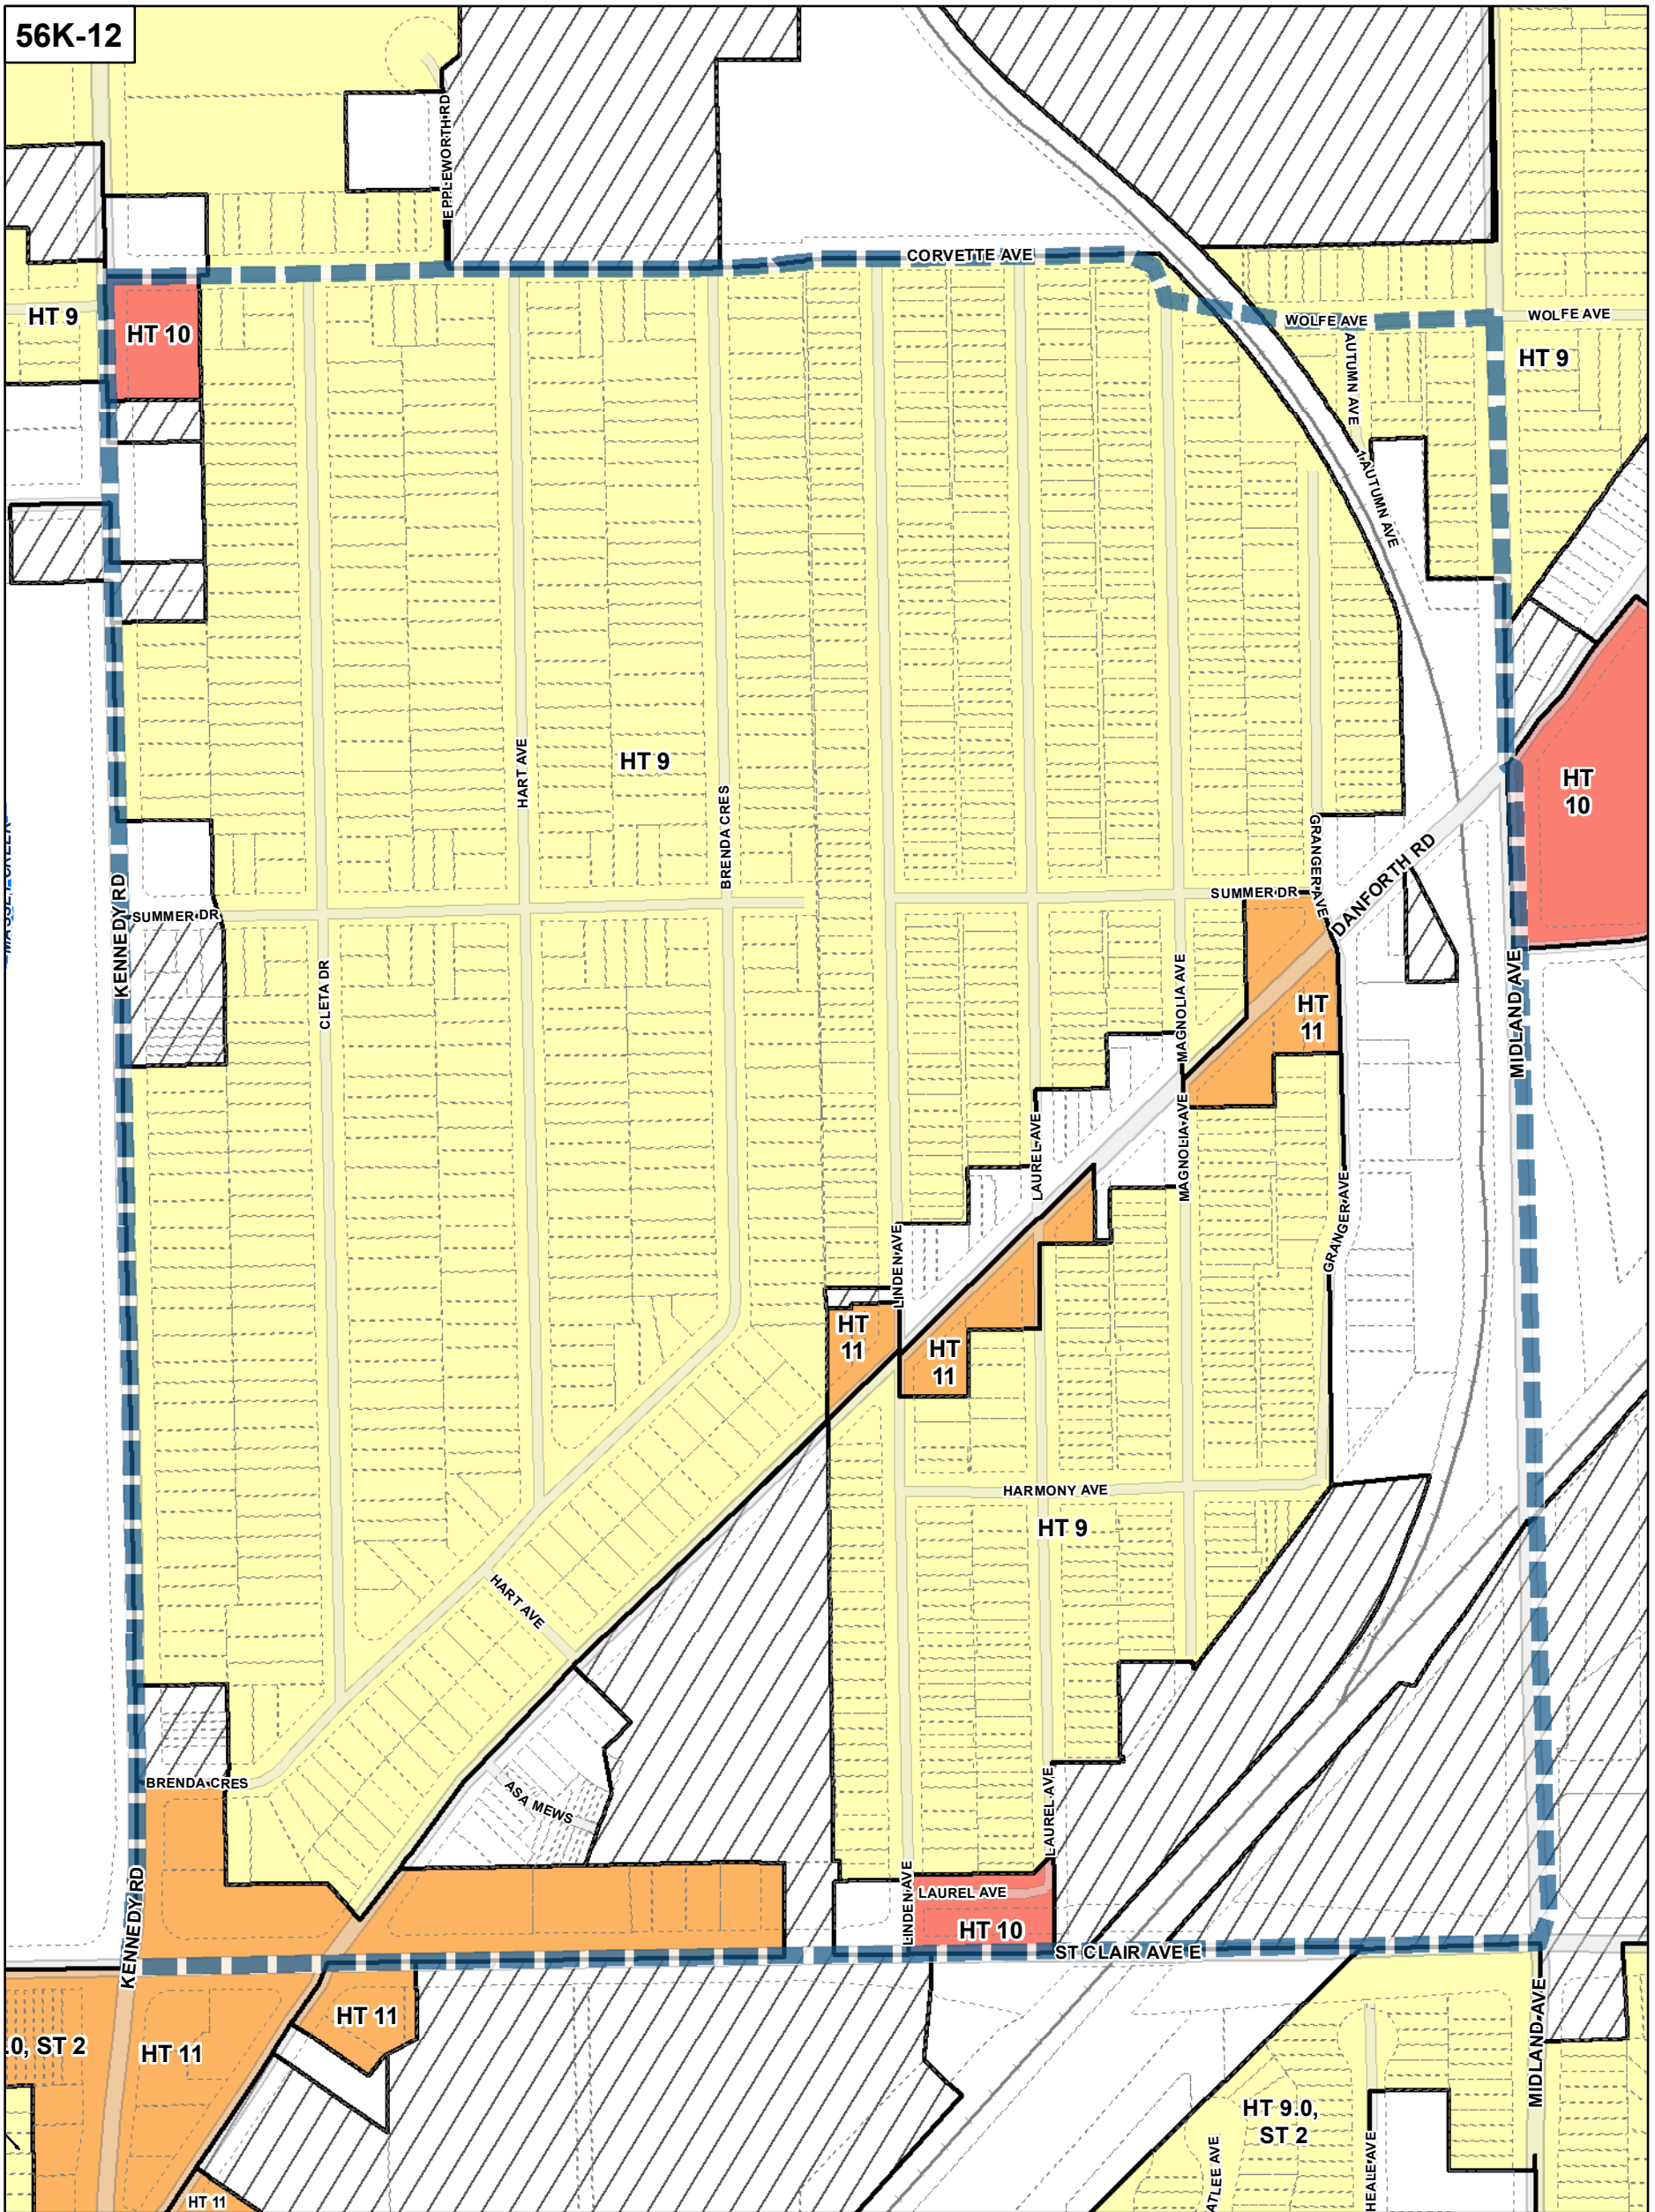 56K-12
EPPLEWORTH RD
CORVETTE AVE
WOLFE AVE
WOLFE AVE
HT 9
HT 10
HT 9
AUTUMN AVE
AUTUMN AVE
HART AVE
HT 9
BRENDA CRES
HT
10
GRANGER AVE
DANFORTH RD
KENNEDY RD
SUMMER DR
SUMMER DR
CLETA DR
MAGNOLIA AVE
HT
11
MIDLAND AVE
MAGNOLIA AVE
LAUREL AVE
GRANGER AVE
LINDEN AVE
HT
11
HT
11
HARMONY AVE
HT 9
HART AVE
BRENDA CRES
ASA MEWS
LAUREL AVE
KENNEDY RD
LINDEN AVE
LAUREL AVE
HT 10
ST CLAIR AVE E
HT 11
.0, ST 2
HT 11
MIDLAND AVE
HT 9.0,
ST 2
ATLEE AVE
HEALE AVE
HT 11